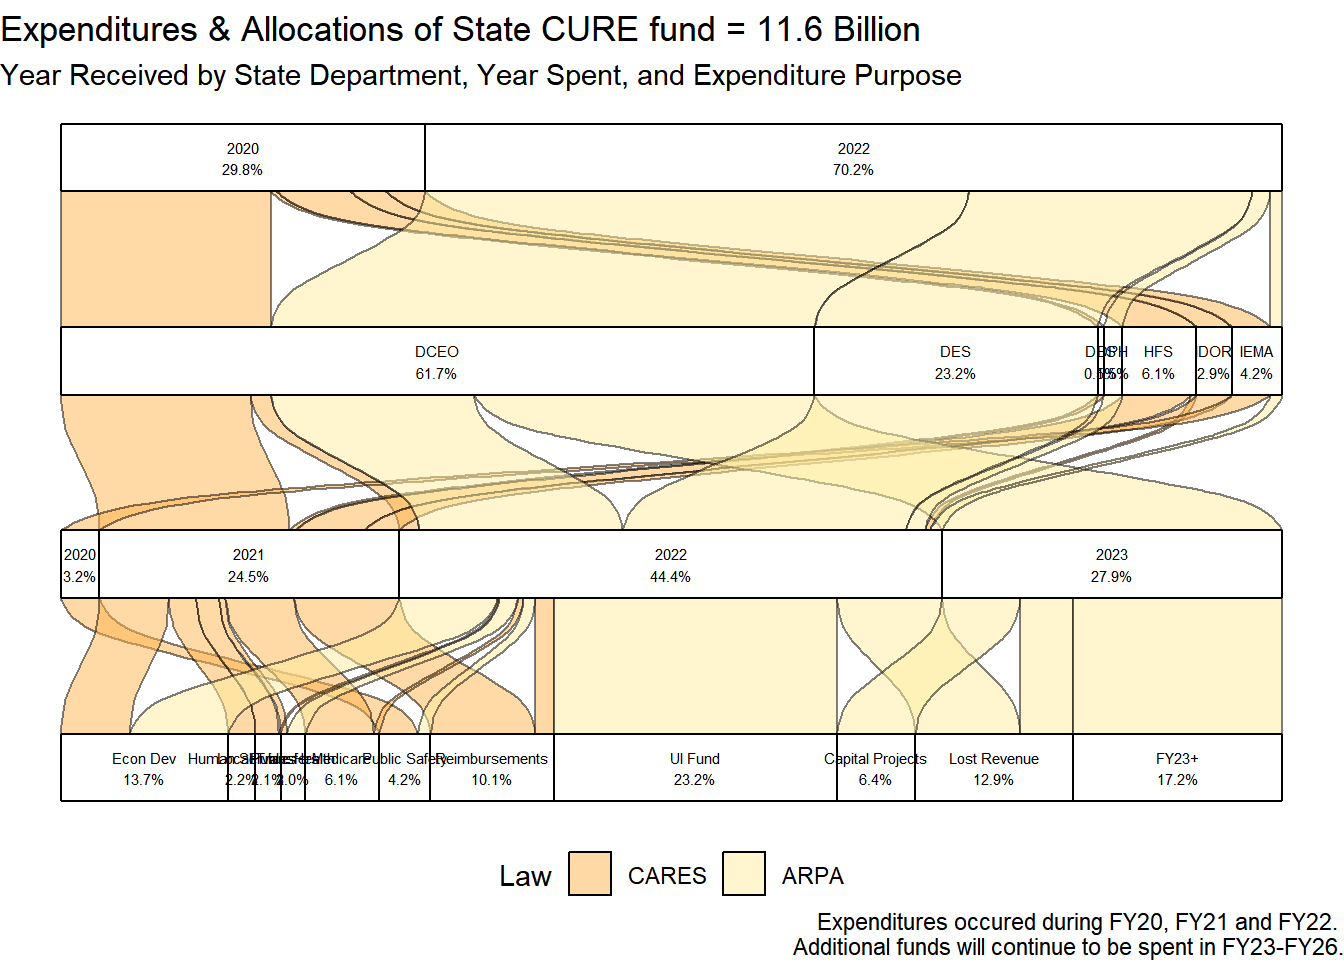 Expenditures & Allocations of State CURE fund = 11.6 Billion
Year Received by State Department, Year Spent, and Expenditure Purpose
2020 2022
29.8% 70.2%
DCEO DES HFS DOR IEMA
61.7% 23.2% 6.1% 2.9% 4.2%
2020 2021 2022 2023
3.2% 24.5% 44.4% 27.9%
Econ Dev Medicare Public Safety Reimbursements UI Fund Capital Projects Lost Revenue FY23+
13.7% 2.2% 6.1% 4.2% 10.1% 23.2% 6.4% 12.9% 17.2%
Law CARES ARPA
Expenditures occured during FY20, FY21 and FY22.
Additional funds will continue to be spent in FY23-FY26.